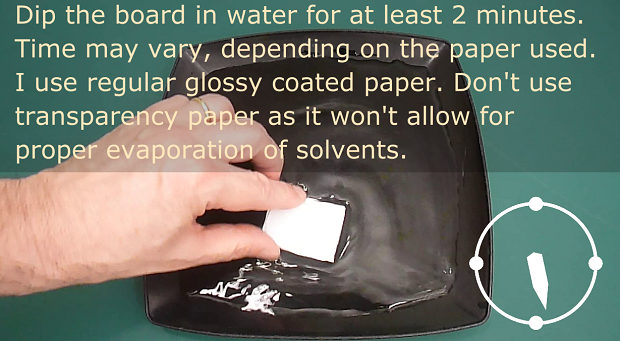 Dip the board in water for at least 2 minutes.
Time may vary, depending on the paper used.
I use regular glossy coated paper. Don't use
transparency paper as it won't allow for
proper evaporation of solvents.